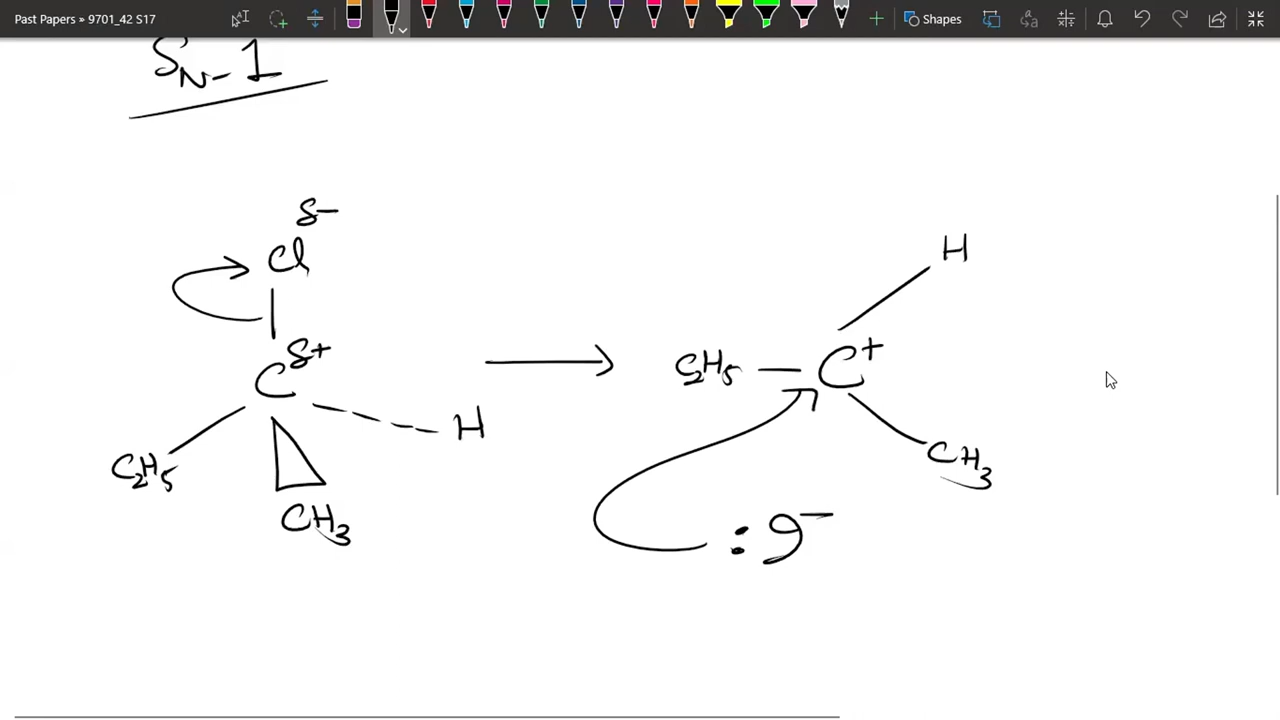 Past Papers » 9701_42 S17
Shapes
SN-1
δ-
Cl
δ+
C
H
C2H5
CH3
H
C2H5 — C+
CH3
:9-